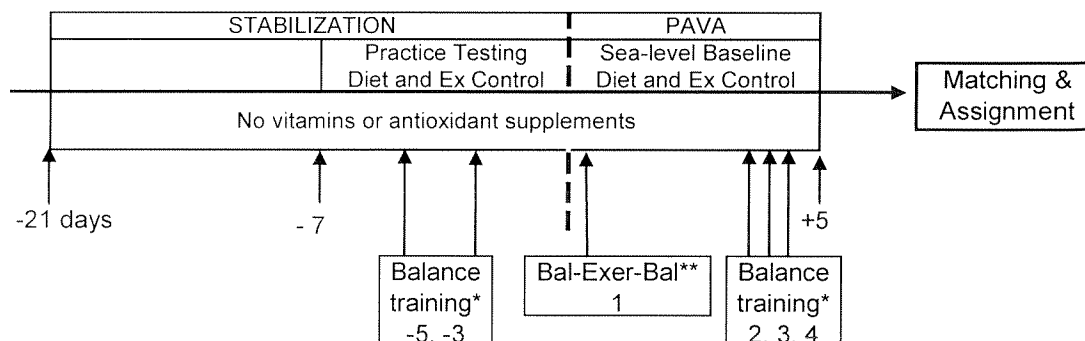 STABILIZATION
PAVA
Practice Testing
Diet and Ex Control
Sea-level Baseline
Diet and Ex Control
Matching &
Assignment
No vitamins or antioxidant supplements
-21 days
- 7
+5
Balance
training*
-5, -3
Bal-Exer-Bal**
1
Balance
training*
2, 3, 4